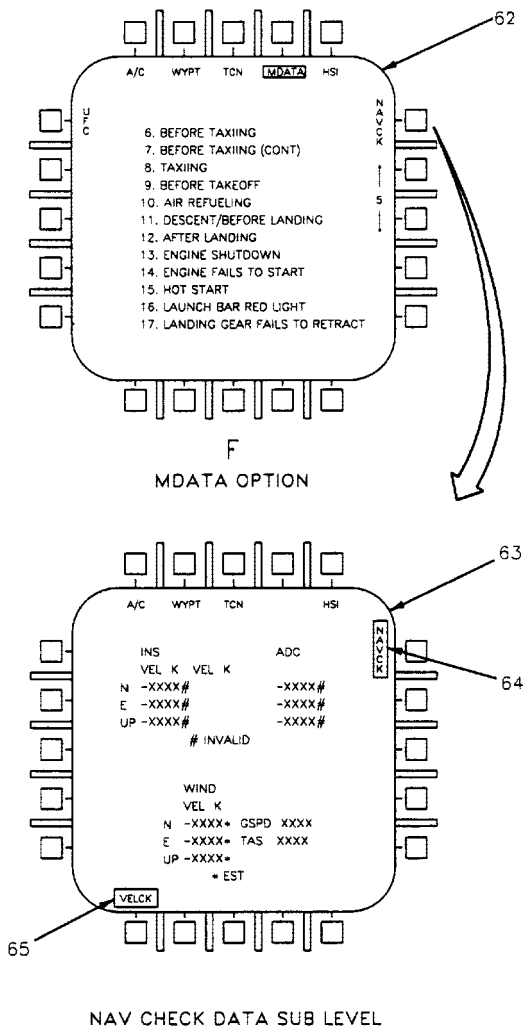 62
A/C WYPT TCN MDATA HSI
UFC
NAVCK
5
6. BEFORE TAXIING
7. BEFORE TAXIING (CONT)
8. TAXIING
9. BEFORE TAKEOFF
10. AIR REFUELING
11. DESCENT/BEFORE LANDING
12. AFTER LANDING
13. ENGINE SHUTDOWN
14. ENGINE FAILS TO START
15. HOT START
16. LAUNCH BAR RED LIGHT
17. LANDING GEAR FAILS TO RETRACT
F
MDATA OPTION
63
A/C WYPT TCN HSI
NAVCK
64
INS ADC
VEL K VEL K
N -XXXX# -XXXX#
E -XXXX# -XXXX#
UP -XXXX# -XXXX#
# INVALID
WIND
VEL K
N -XXXX* GSPD XXXX
E -XXXX* TAS XXXX
UP -XXXX*
* EST
VELCK
65
NAV CHECK DATA SUB LEVEL